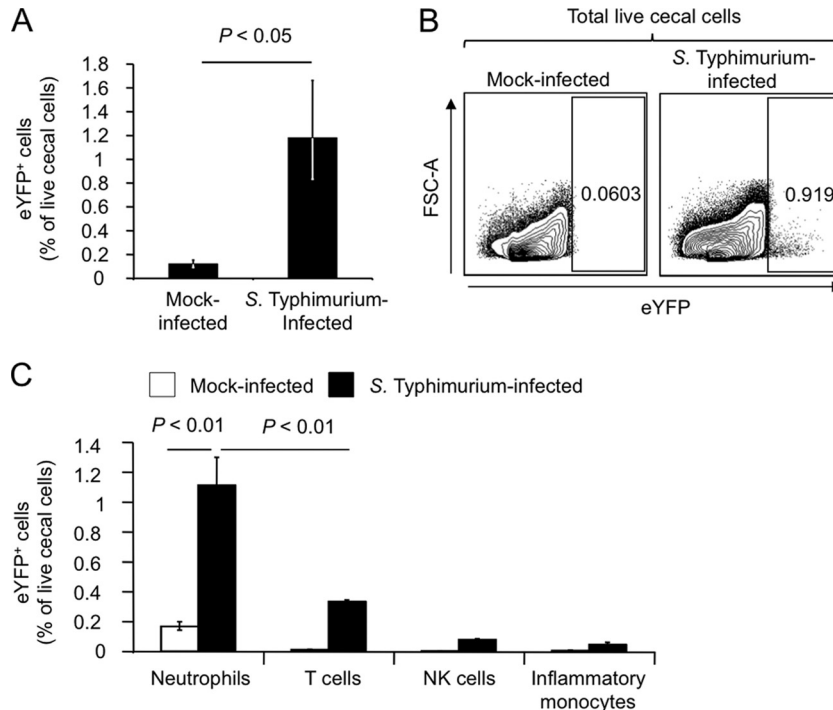 A
P < 0.05
1.8
1.6
1.4
1.2
1
0.8
0.6
0.4
0.2
0
eYFP⁺ cells
(% of live cecal cells)
Mock-
infected
S. Typhimurium-
Infected
B
Total live cecal cells
Mock-infected
S. Typhimurium-
infected
FSC-A
0.0603
0.919
eYFP
C
Mock-infected
S. Typhimurium-infected
P < 0.01
P < 0.01
1.4
1.2
1
0.8
0.6
0.4
0.2
0
eYFP⁺ cells
(% of live cecal cells)
Neutrophils
T cells
NK cells
Inflammatory
monocytes